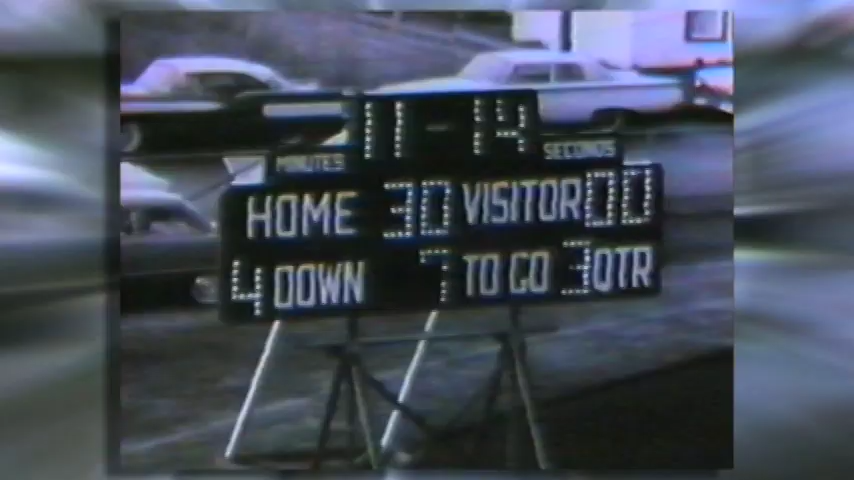 11 - 14
MINUTES SECONDS
HOME 30 VISITOR 00
4 DOWN 7 TO GO 3 QTR